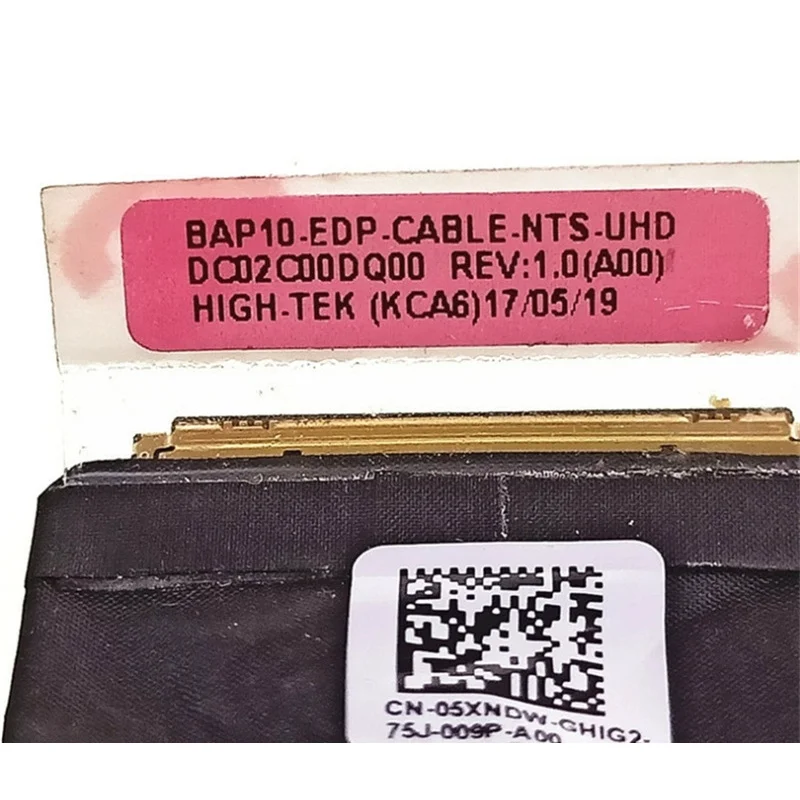 BAP10-EDP-CABLE-NTS-UHD
DC02C00DQ00 REV:1.0(A00)
HIGH-TEK (KCA6)17/05/19
CN-05XNDW-GHIG2-
75J-009P-A00